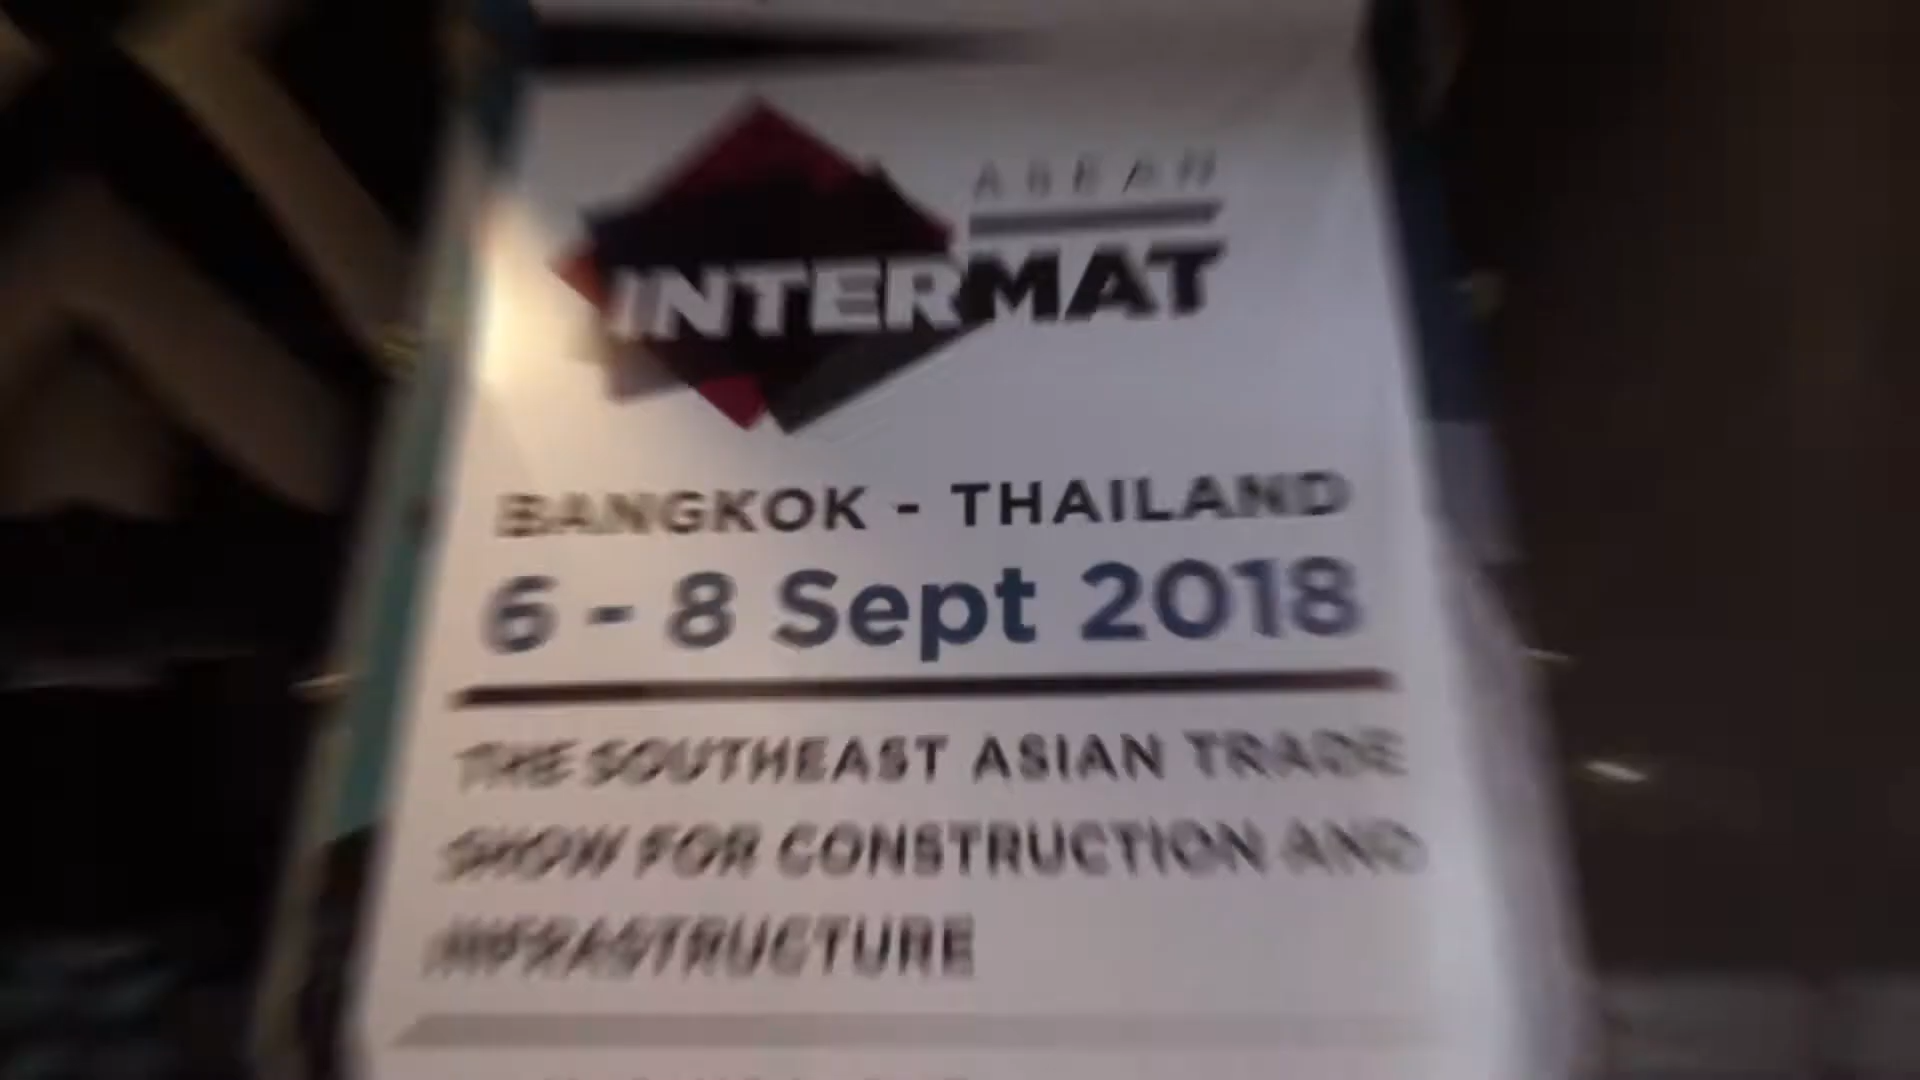 ASEAN
INTERMAT
BANGKOK - THAILAND
6 - 8 Sept 2018
THE SOUTHEAST ASIAN TRADE
SHOW FOR CONSTRUCTION AND
INFRASTRUCTURE